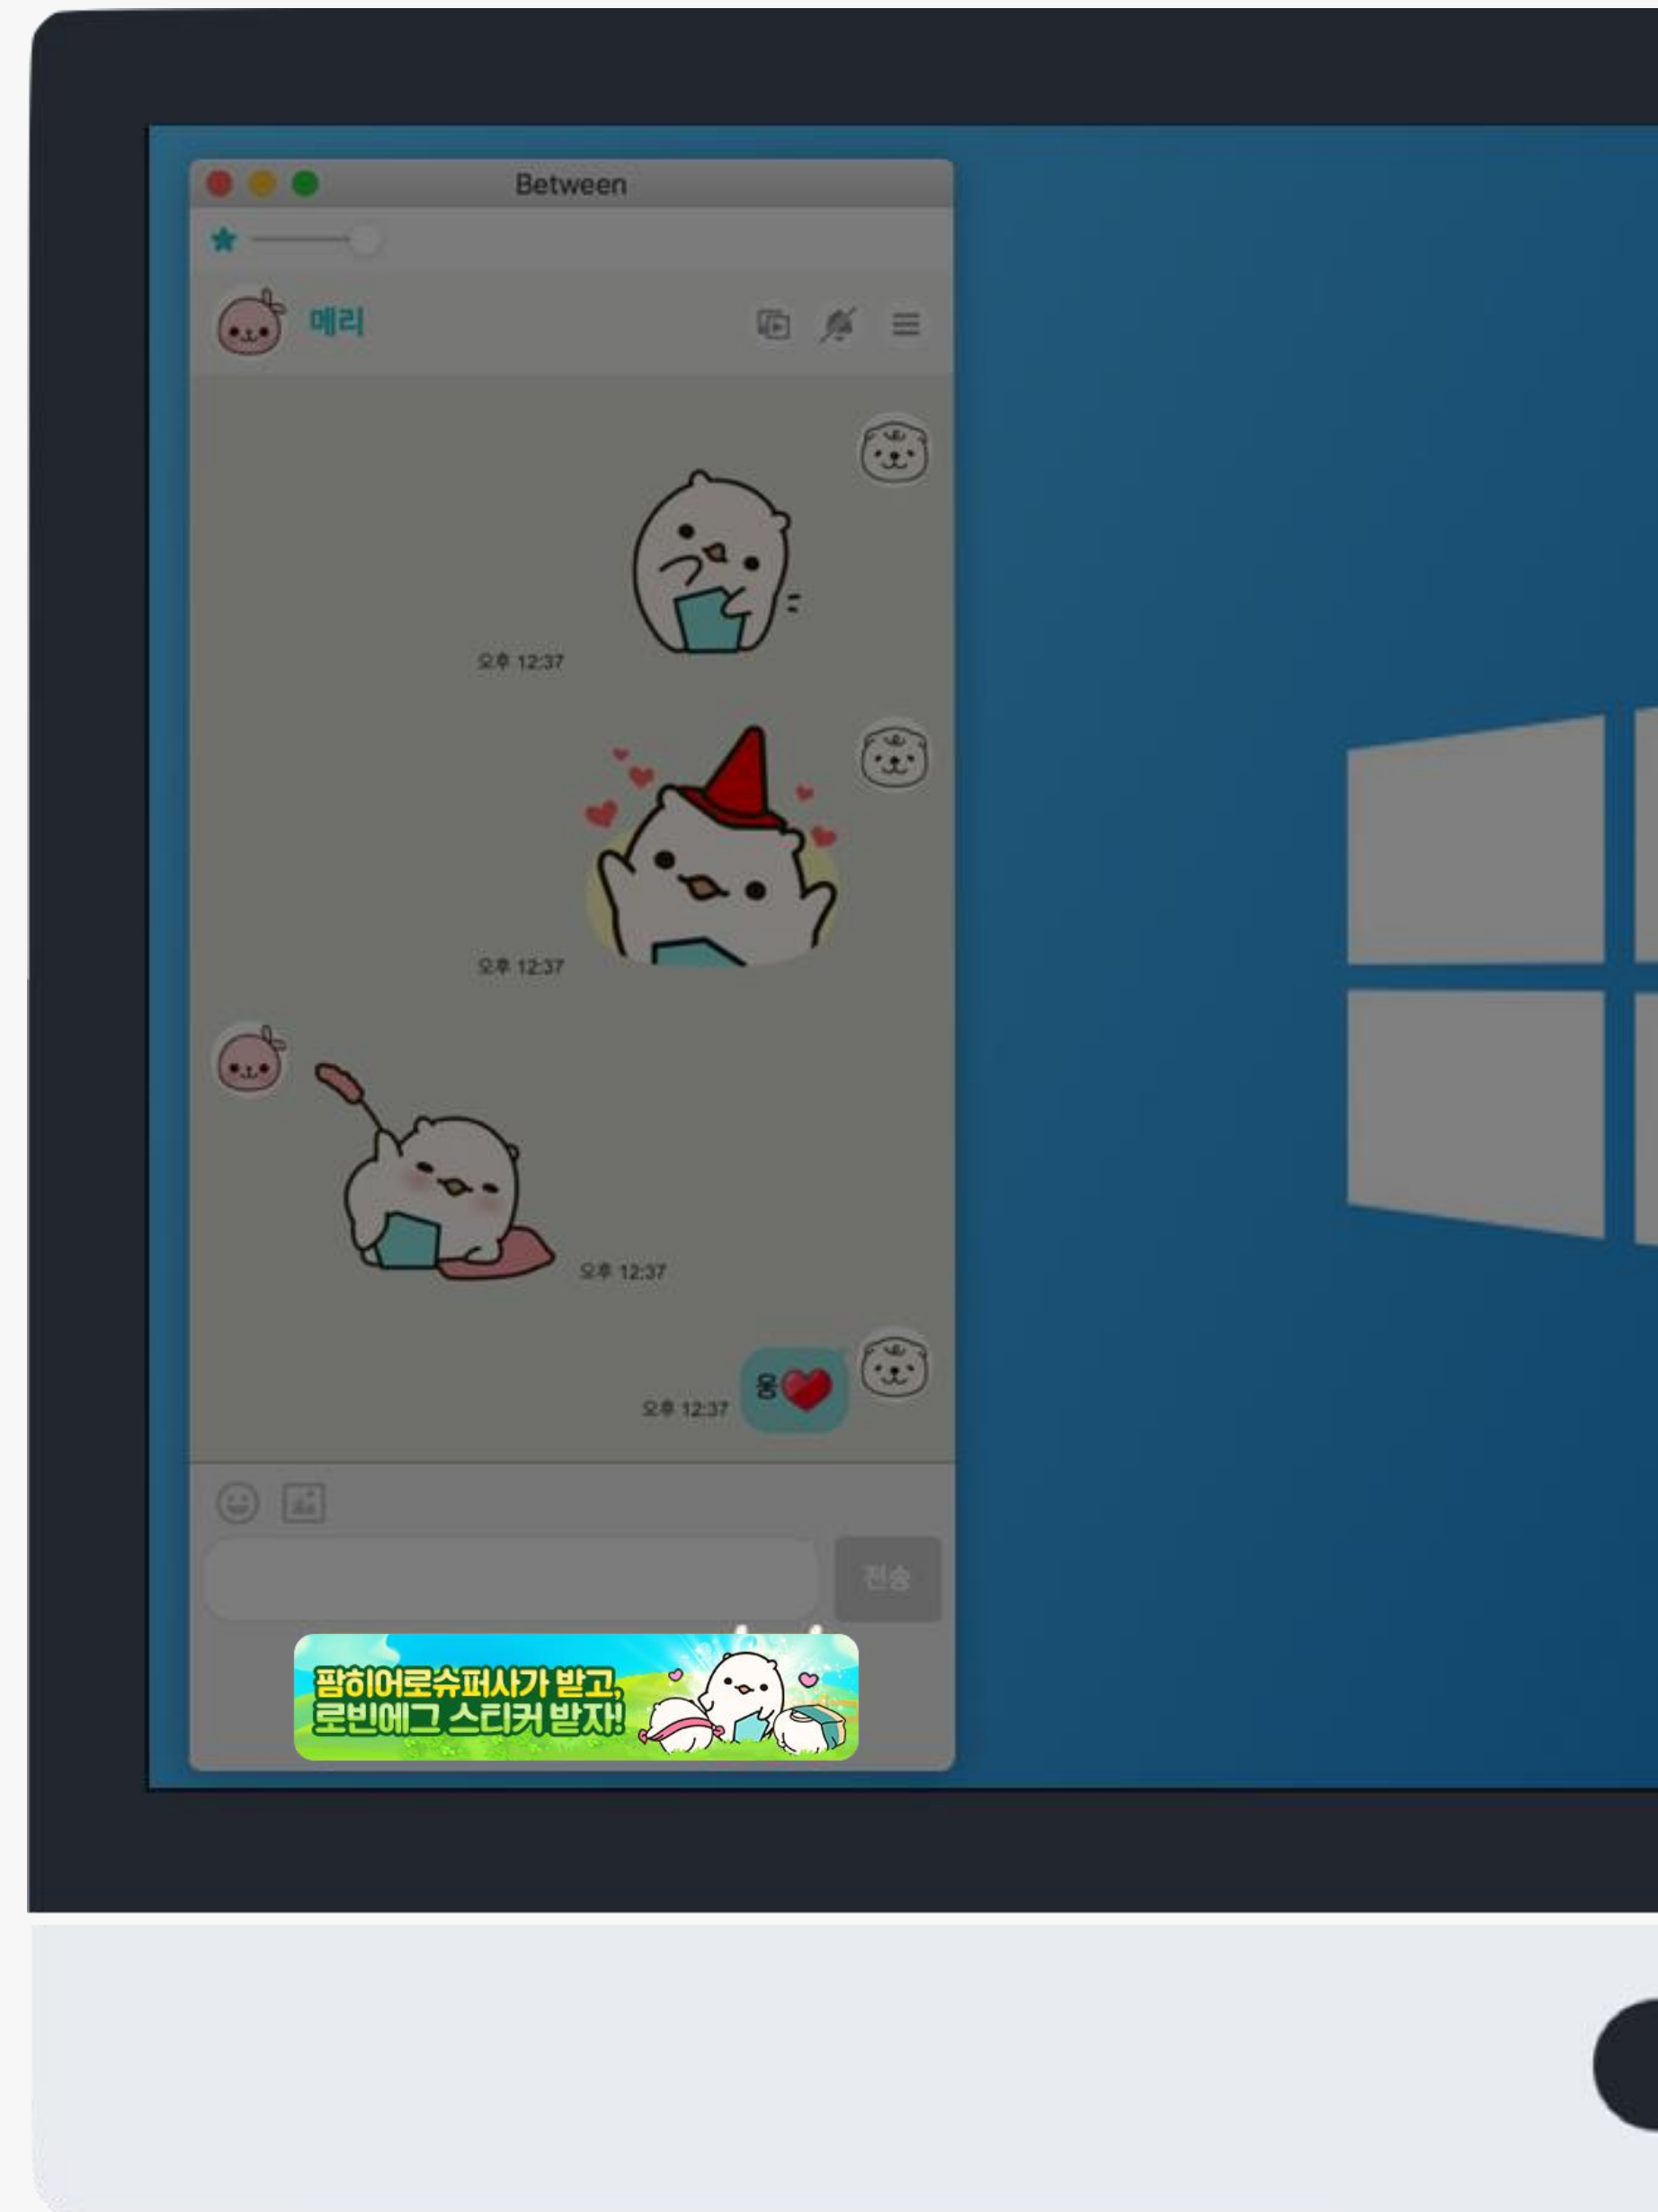 Between
메리
오후 12:37
오후 12:37
오후 12:37
오후 12:37
웅
전송
팜히어로슈퍼사가 받고,
로빈에그 스티커 받자!